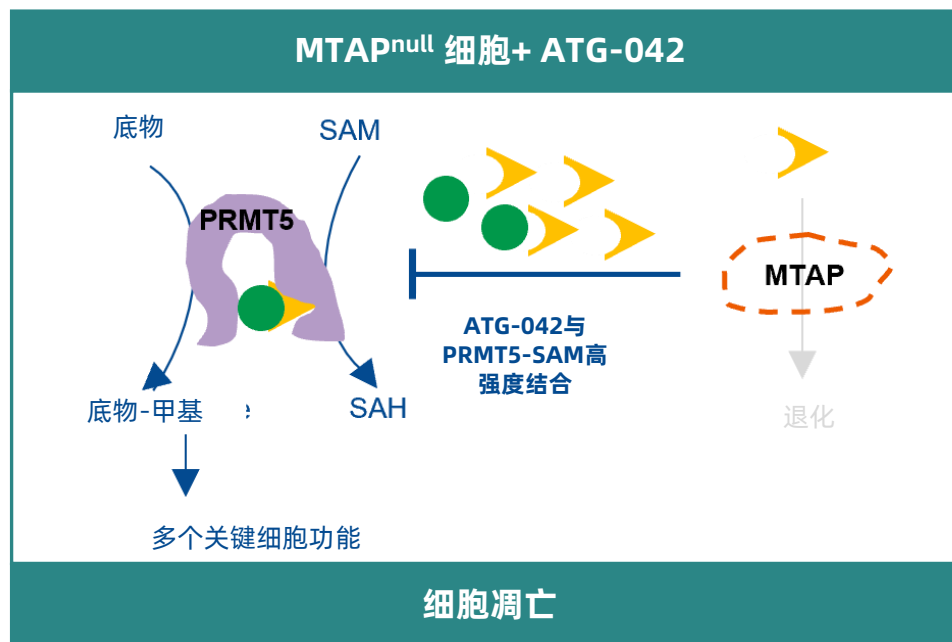 MTAPnull 细胞+ ATG-042
底物
SAM
PRMT5
MTAP
ATG-042与
PRMT5-SAM高
强度结合
底物-甲基 e
SAH
退化
多个关键细胞功能
细胞凋亡